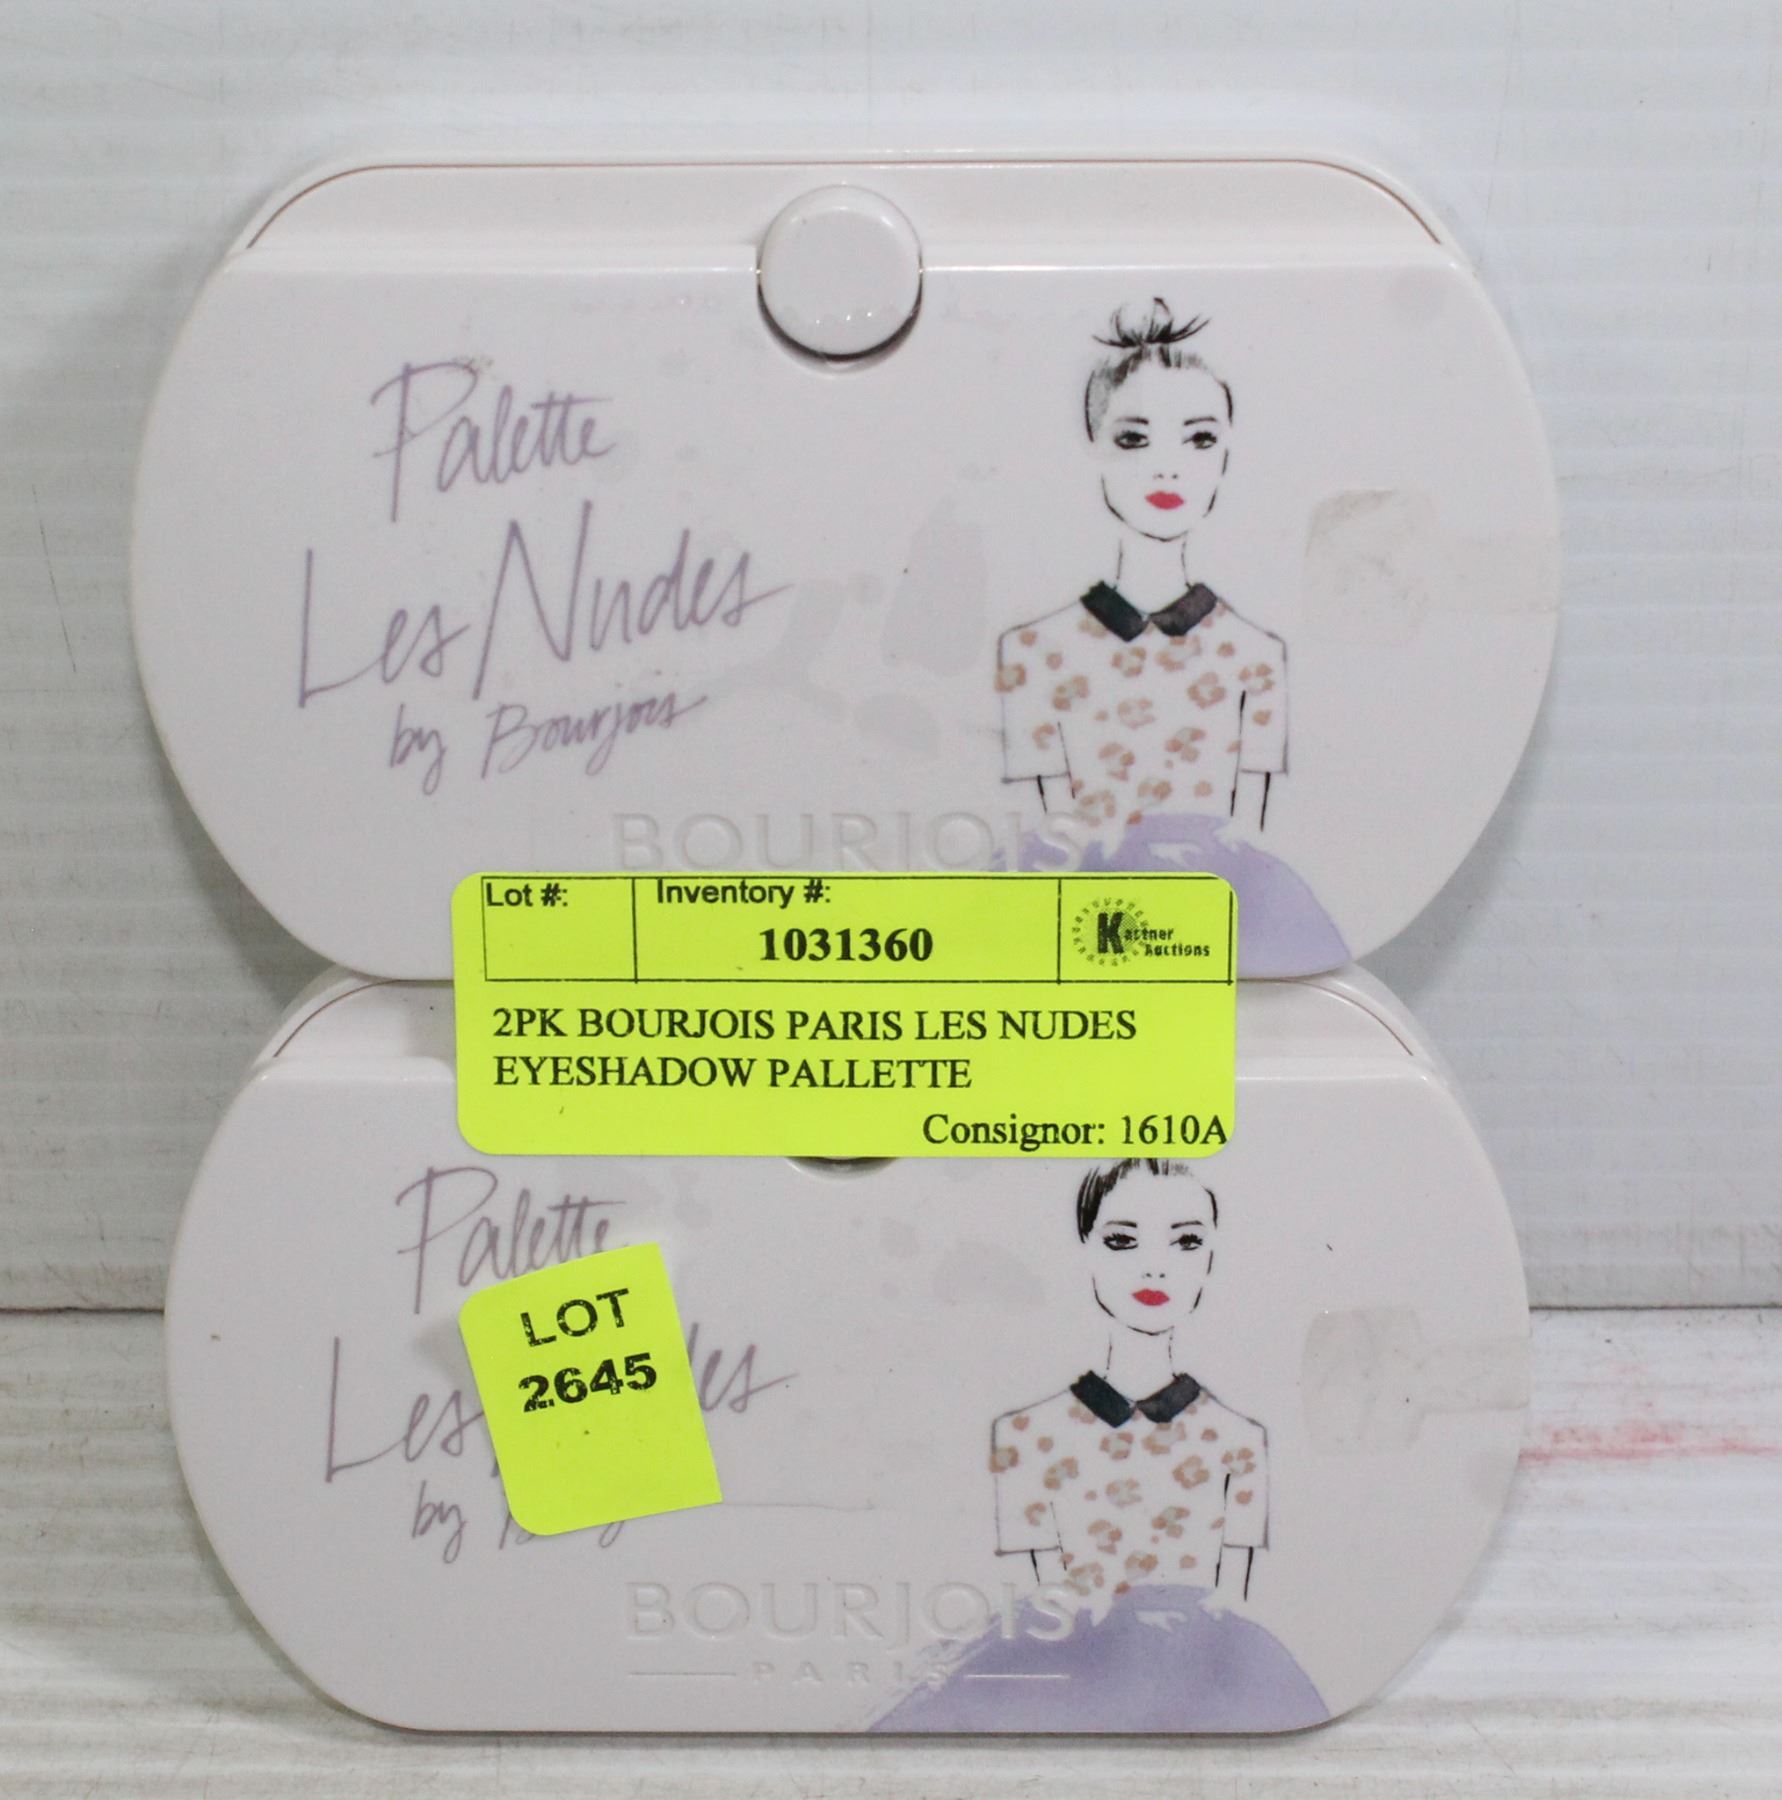 Palette
Les Nudes
by Bourjois
BOURJOIS
Lot #:
Inventory #:
1031360
Kastner
Auctions
2PK BOURJOIS PARIS LES NUDES
EYESHADOW PALLETTE
Consignor: 1610A
Palette
LOT
2645
Les
by
BOURJOIS
PARIS